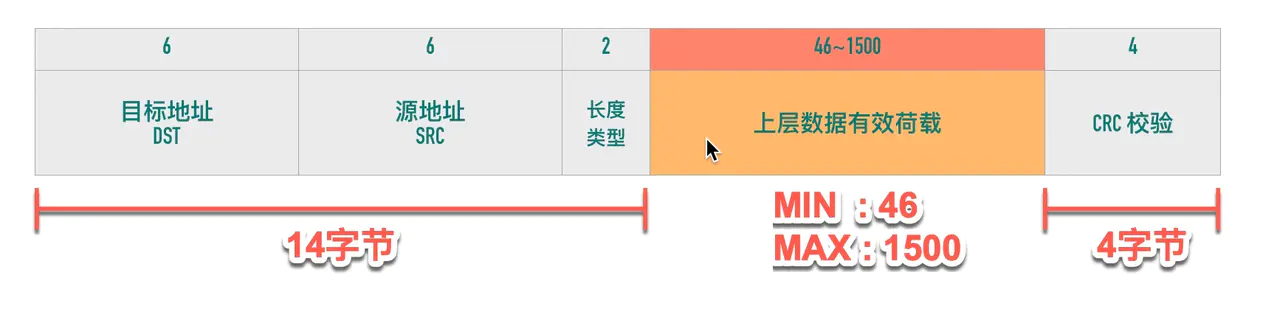 6
6
2
46~1500
4
目标地址
DST
源地址
SRC
长度
类型
上层数据有效荷载
CRC 校验
14字节
MIN : 46
MAX : 1500
4字节